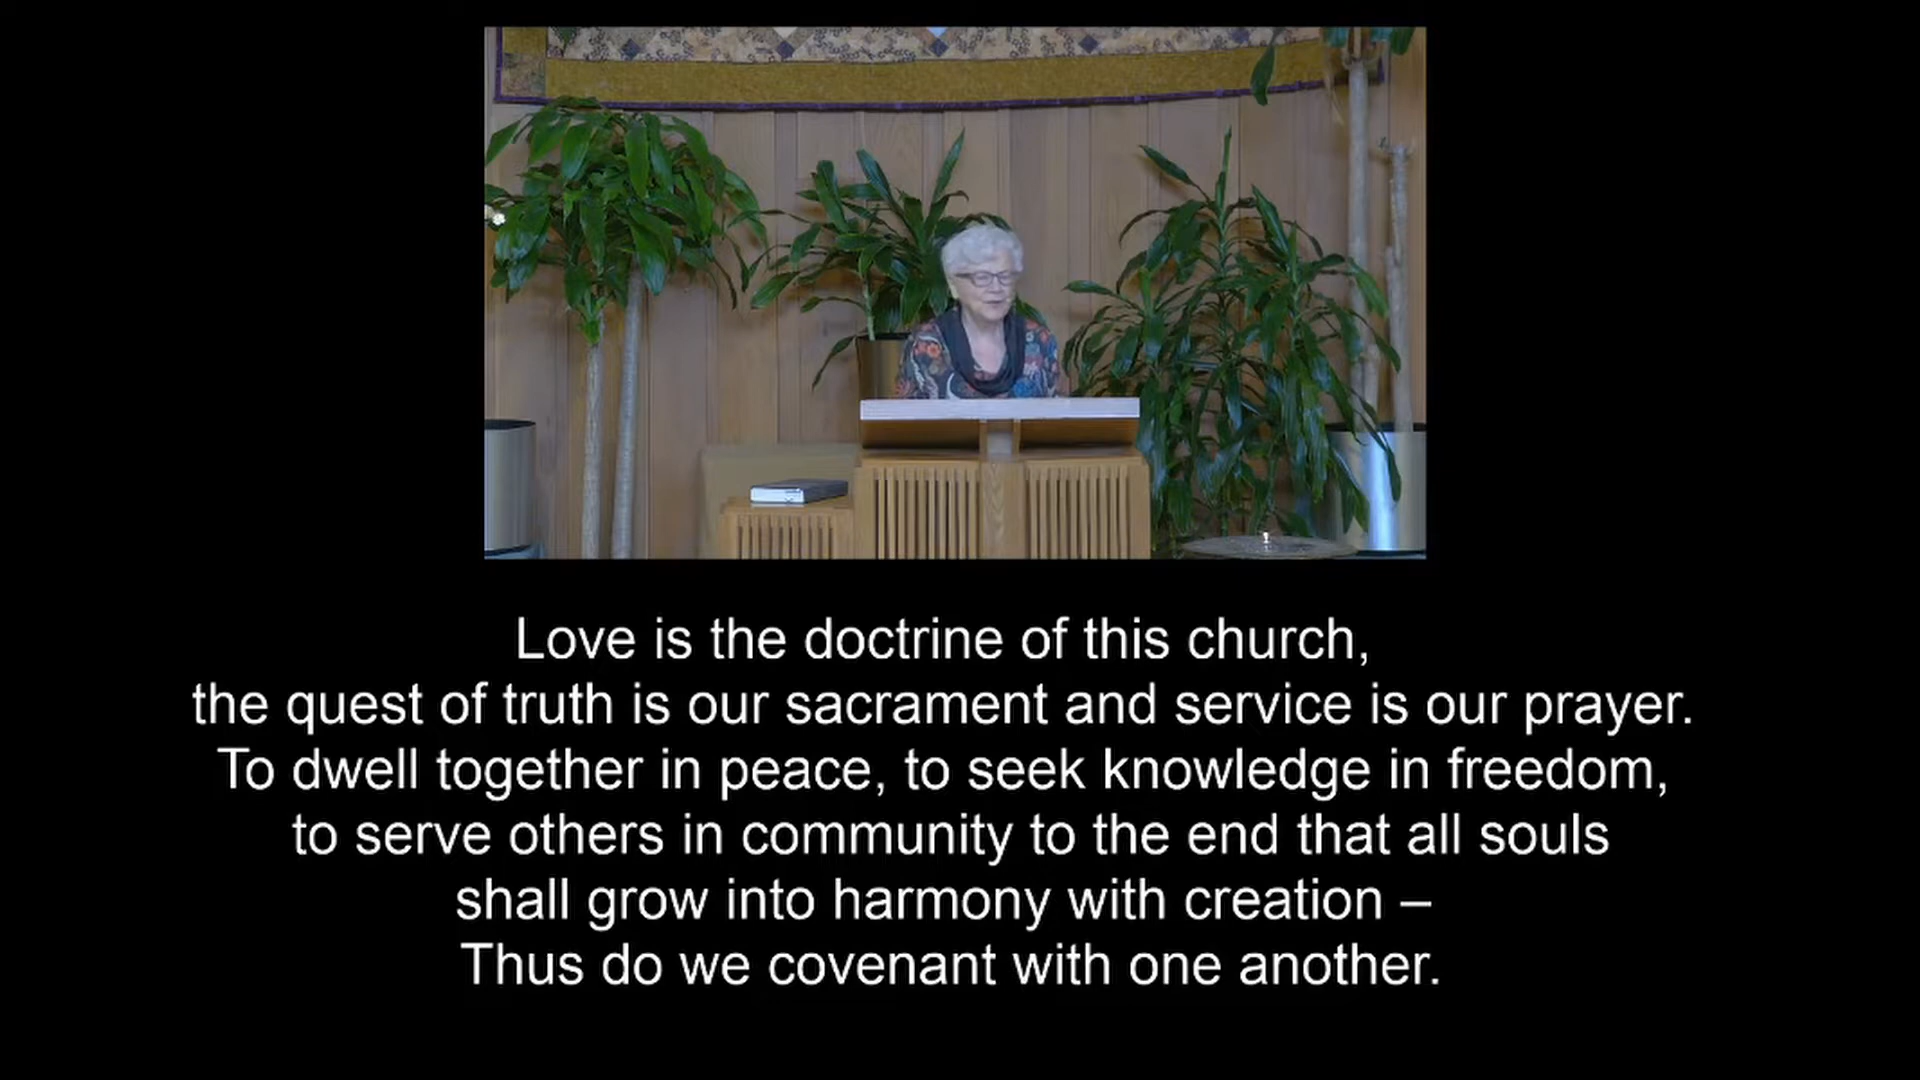 Love is the doctrine of this church,
the quest of truth is our sacrament and service is our prayer.
To dwell together in peace, to seek knowledge in freedom,
to serve others in community to the end that all souls
shall grow into harmony with creation –
Thus do we covenant with one another.